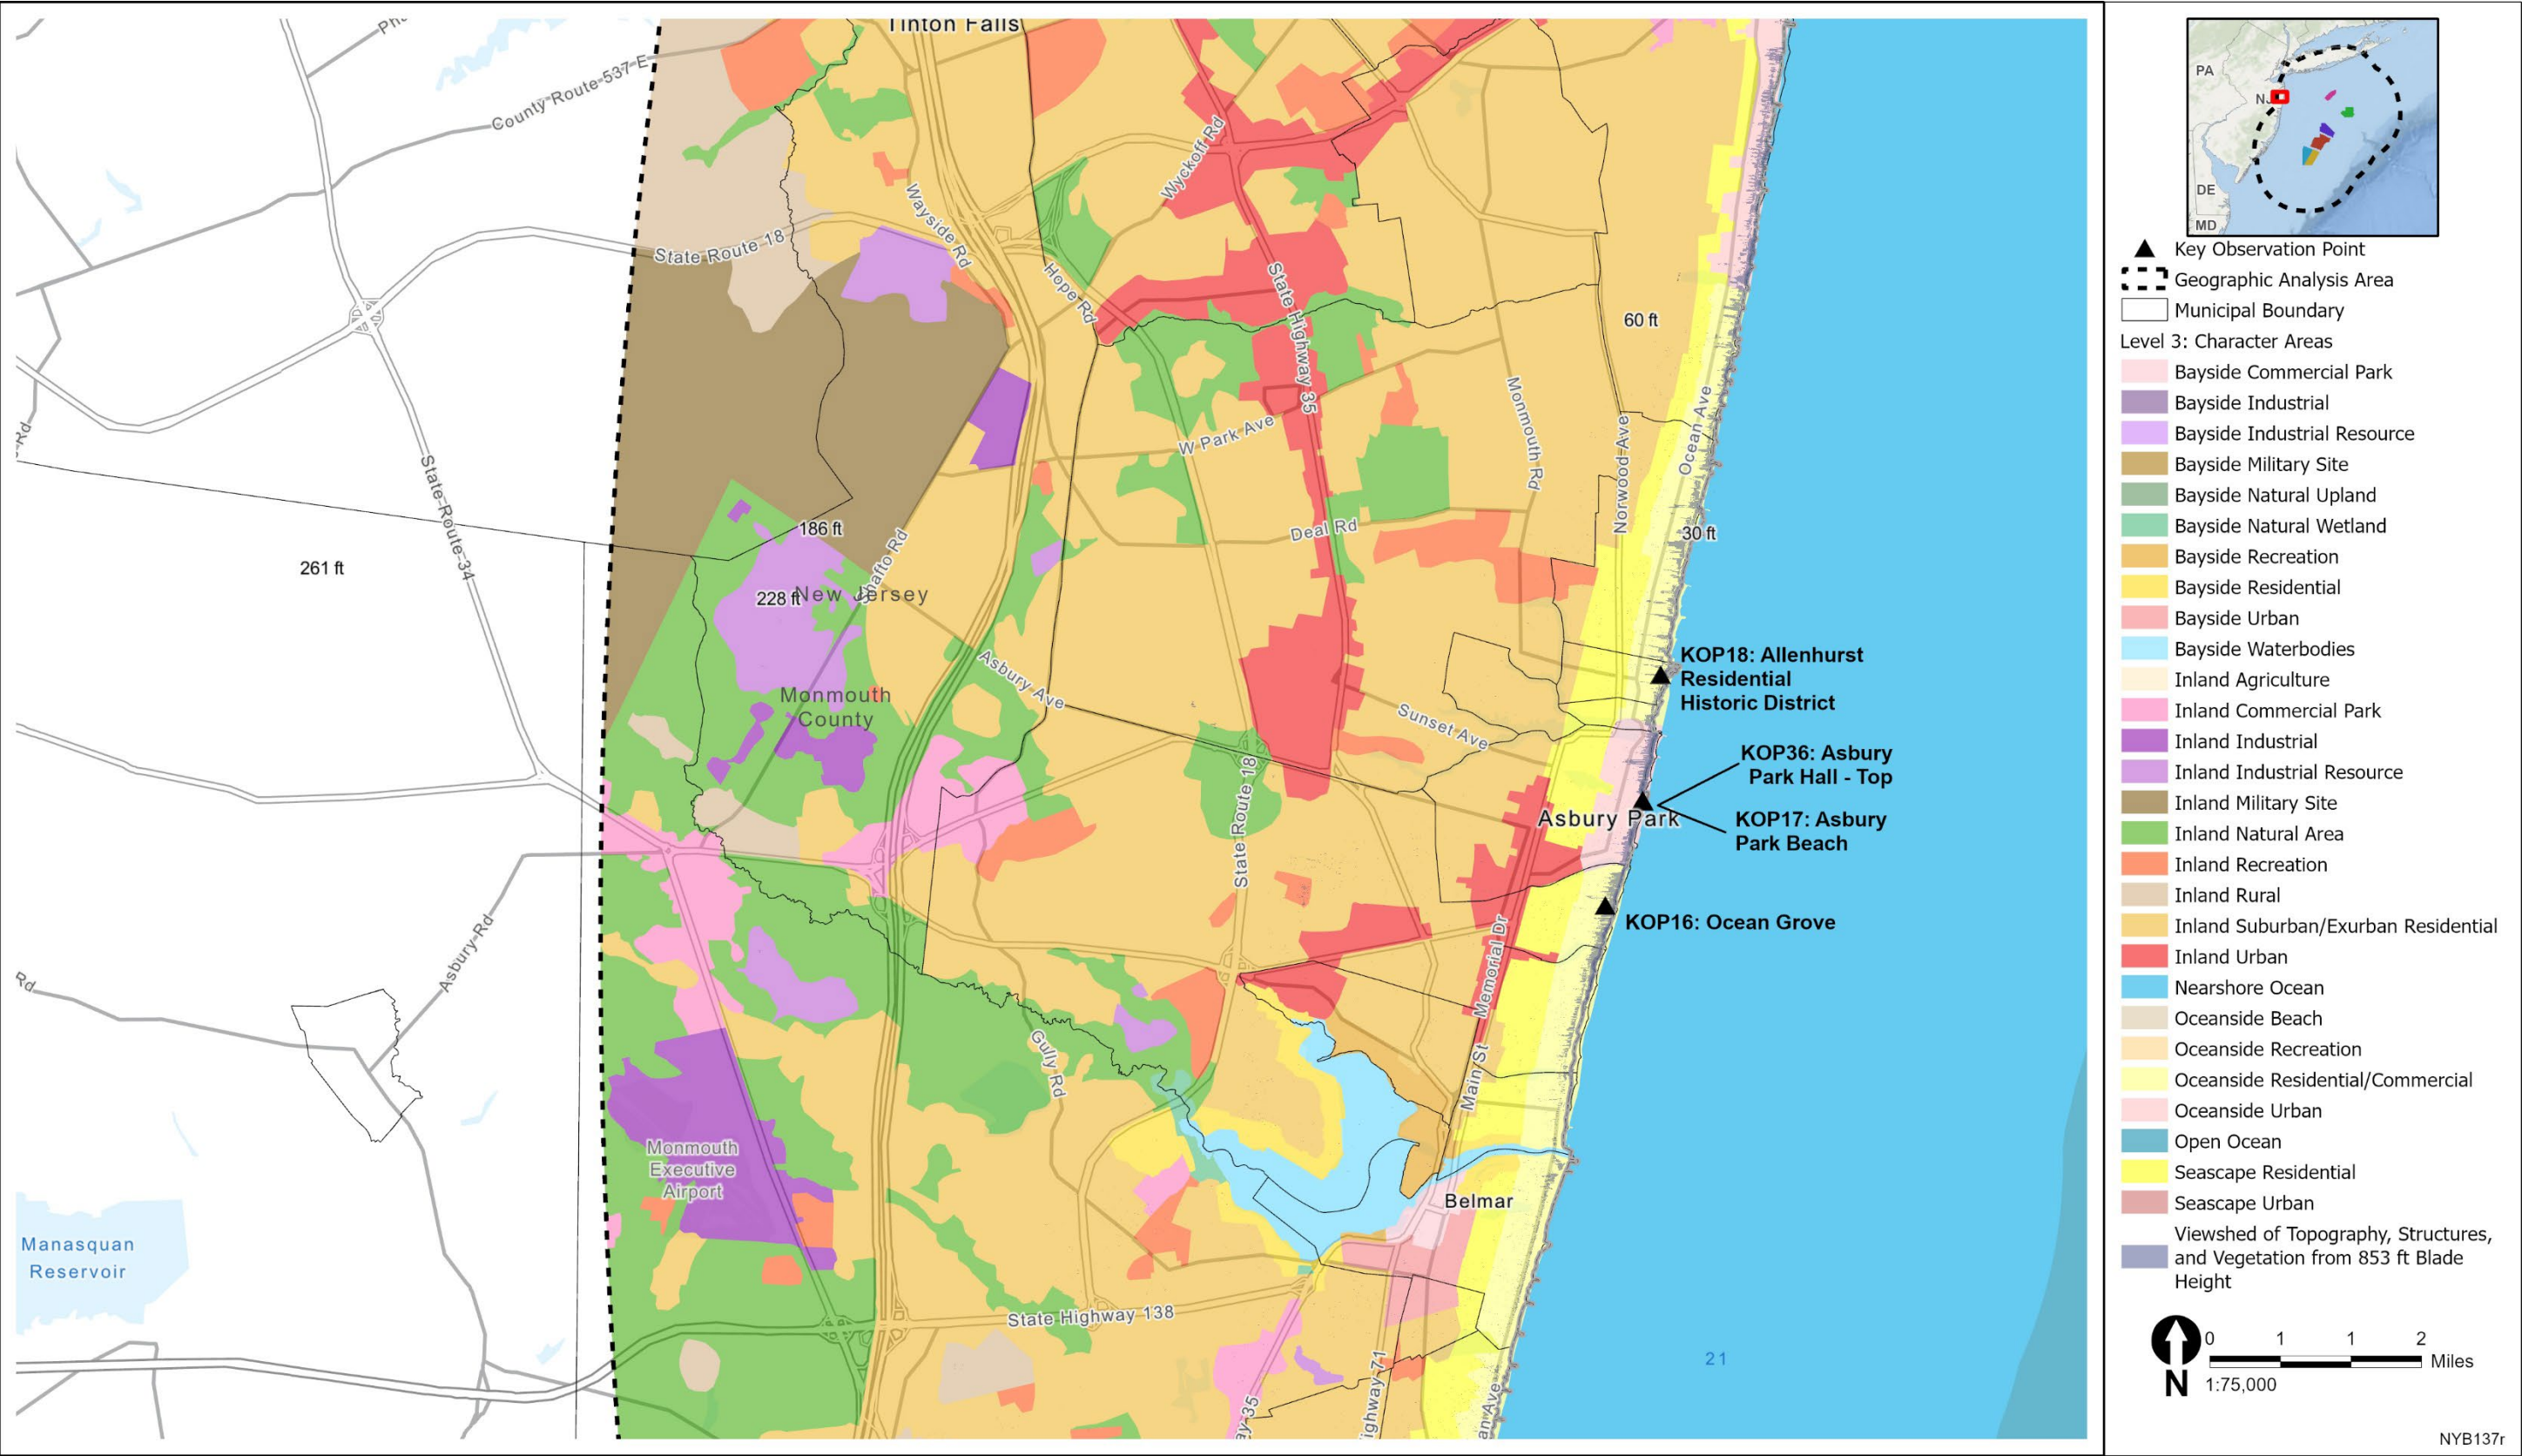 Tinton Falls
County Route 537 E
Wyckoff Rd
Wayside Rd
State Route 18
Hope Rd
State Highway 35
60 ft
Ocean Ave
Monmouth Rd
Norwood Ave
W Park Ave
Rd
State Route 34
Deal Rd
30 ft
186 ft
Shafto Rd
261 ft
228 ft
New Jersey
KOP18: Allenhurst
Residential
Historic District
Asbury Ave
Monmouth
County
Sunset Ave
KOP36: Asbury
Park Hall - Top
State Route 18
Asbury Park
KOP17: Asbury
Park Beach
Asbury Rd
KOP16: Ocean Grove
Memorial Dr
Rd
Gully Rd
Main St
Monmouth
Executive
Airport
Belmar
Manasquan
Reservoir
State Highway 138
21
PA
NJ
DE
MD
Key Observation Point
Geographic Analysis Area
Municipal Boundary
Level 3: Character Areas
Bayside Commercial Park
Bayside Industrial
Bayside Industrial Resource
Bayside Military Site
Bayside Natural Upland
Bayside Natural Wetland
Bayside Recreation
Bayside Residential
Bayside Urban
Bayside Waterbodies
Inland Agriculture
Inland Commercial Park
Inland Industrial
Inland Industrial Resource
Inland Military Site
Inland Natural Area
Inland Recreation
Inland Rural
Inland Suburban/Exurban Residential
Inland Urban
Nearshore Ocean
Oceanside Beach
Oceanside Recreation
Oceanside Residential/Commercial
Oceanside Urban
Open Ocean
Seascape Residential
Seascape Urban
Viewshed of Topography, Structures,
and Vegetation from 853 ft Blade
Height
0 1 1 2
Miles
N
1:75,000
NYB137r